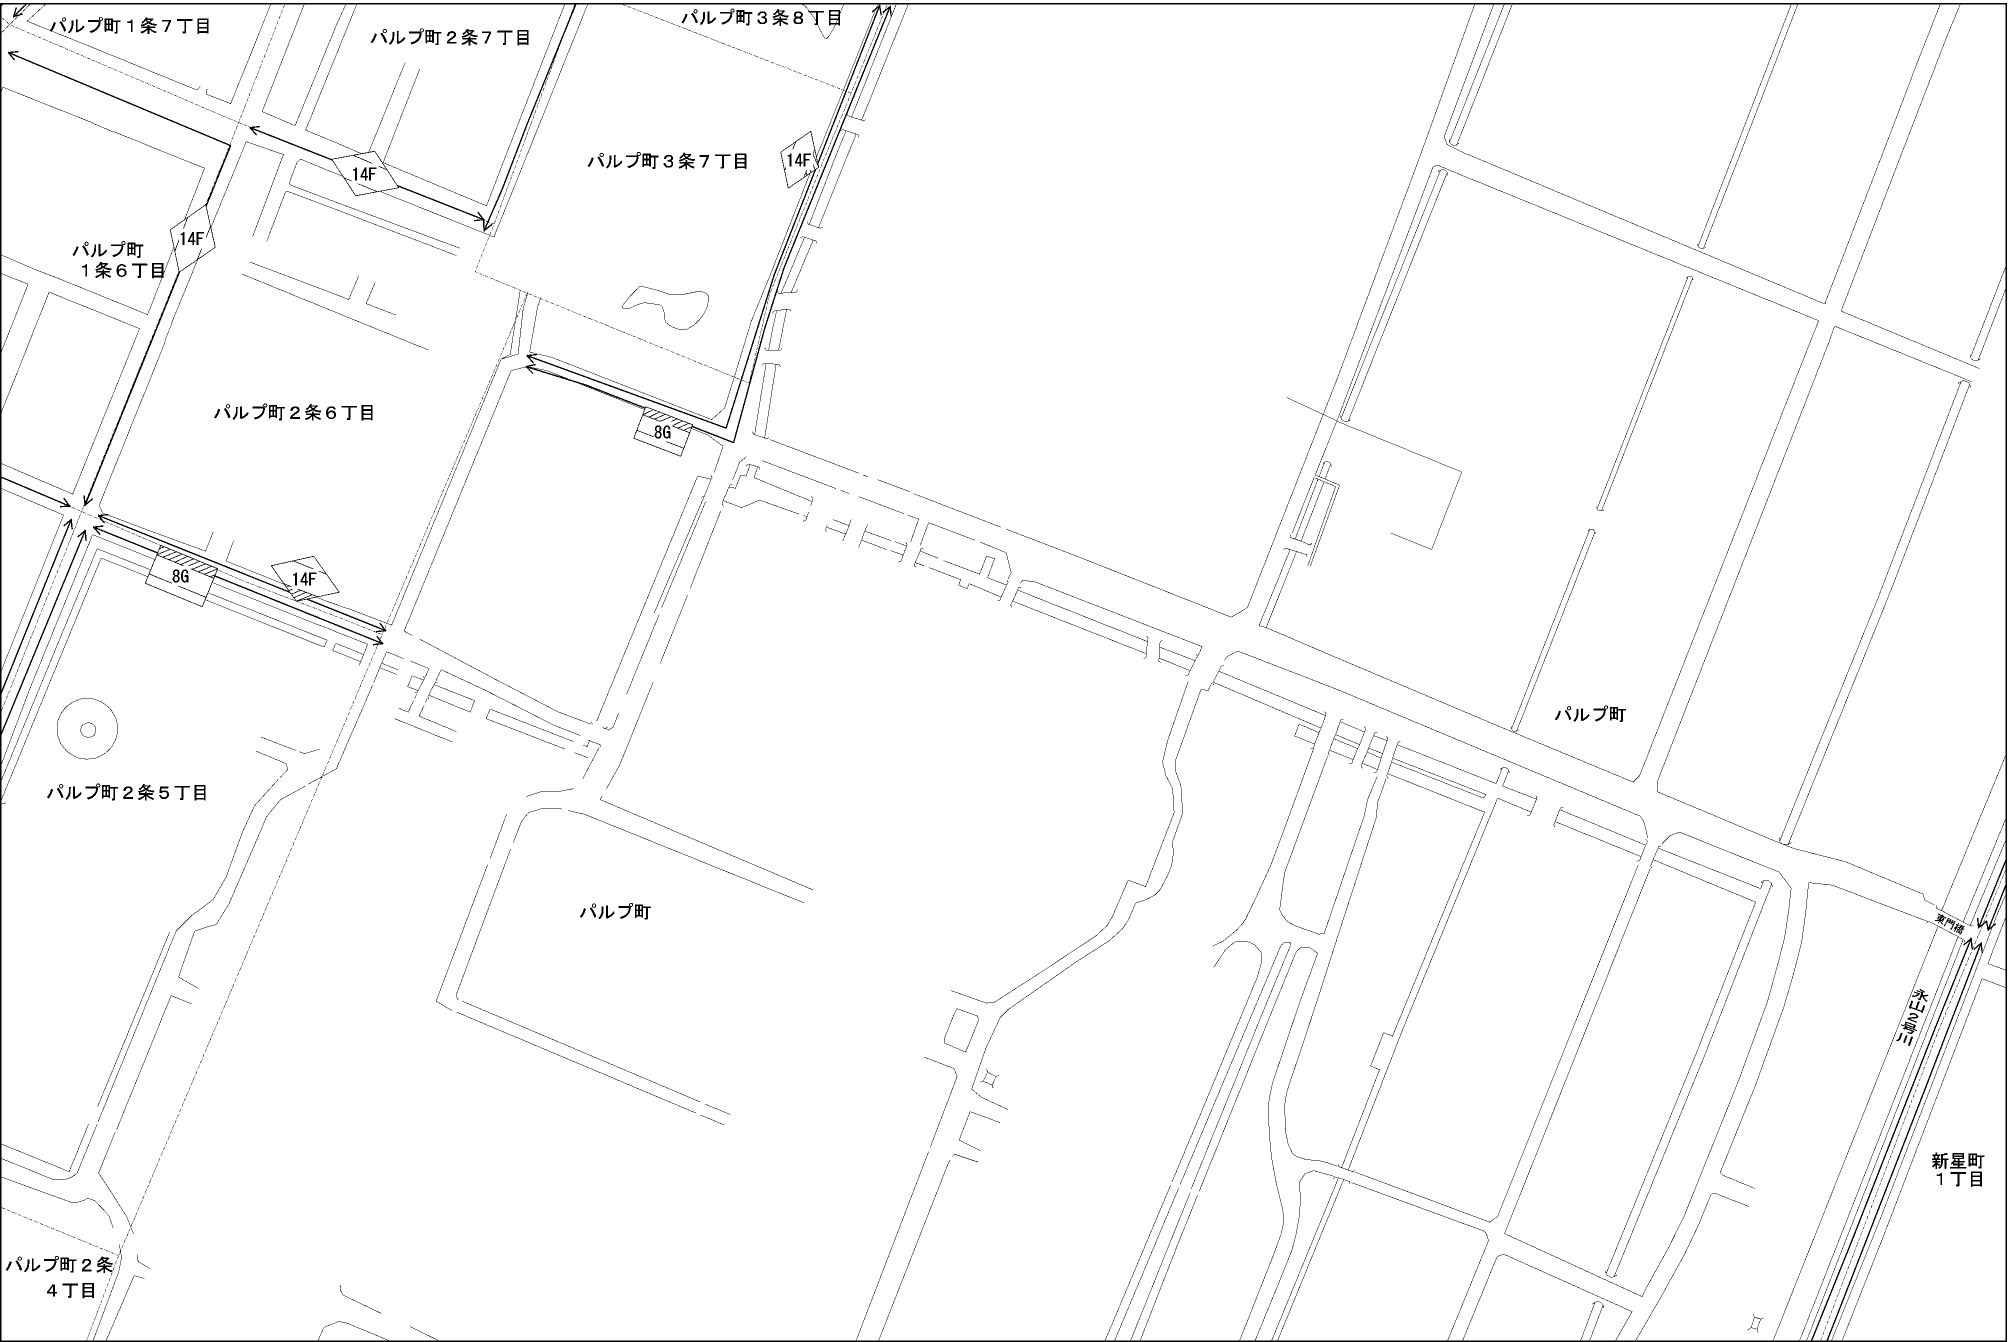 パルプ町１条７丁目
パルプ町２条７丁目
パルプ町３条８丁目
パルプ町３条７丁目
14F
14F
14F
パルプ町
１条６丁目
パルプ町２条６丁目
8G
8G
14F
パルプ町
パルプ町２条５丁目
パルプ町
東門橋
永山２号川
新星町
１丁目
パルプ町２条
４丁目